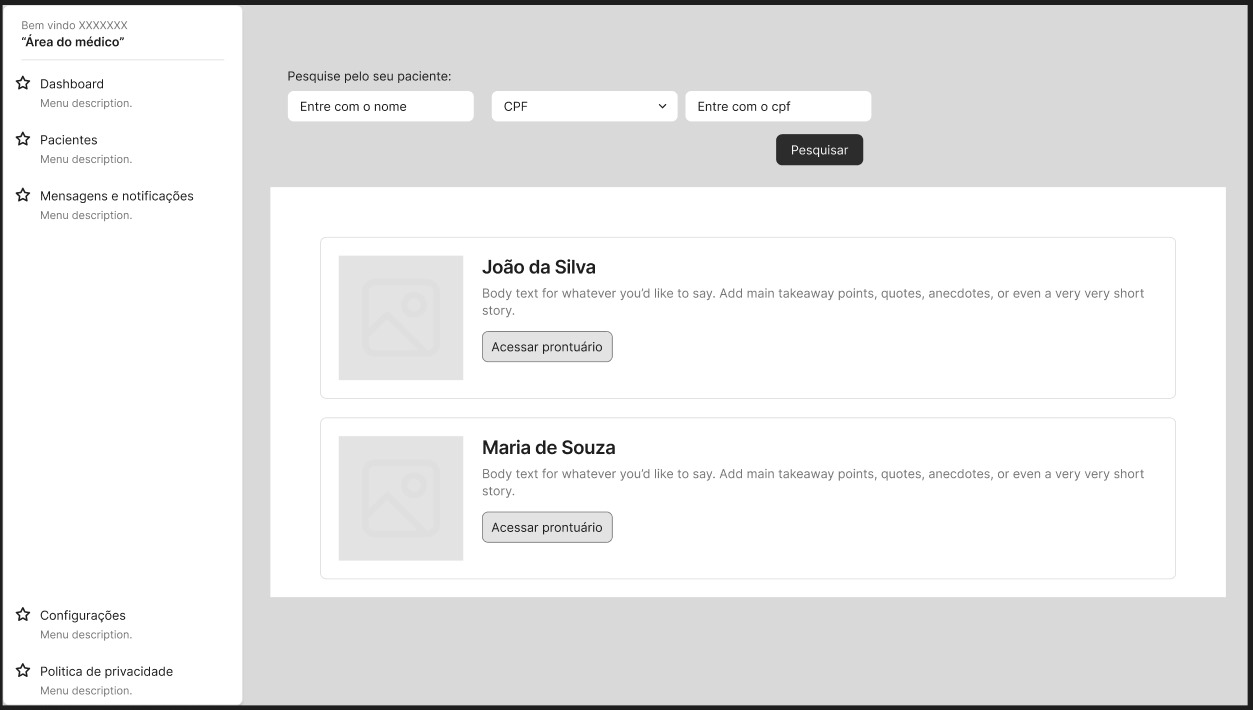 Bem vindo XXXXXXX
“Área do médico”
Dashboard
Menu description.
Pacientes
Menu description.
Mensagens e notificações
Menu description.
Configurações
Menu description.
Politica de privacidade
Menu description.
Pesquise pelo seu paciente:
Entre com o nome
CPF
Entre com o cpf
Pesquisar
João da Silva
Body text for whatever you’d like to say. Add main takeaway points, quotes, anecdotes, or even a very very short
story.
Acessar prontuário
Maria de Souza
Body text for whatever you’d like to say. Add main takeaway points, quotes, anecdotes, or even a very very short
story.
Acessar prontuário